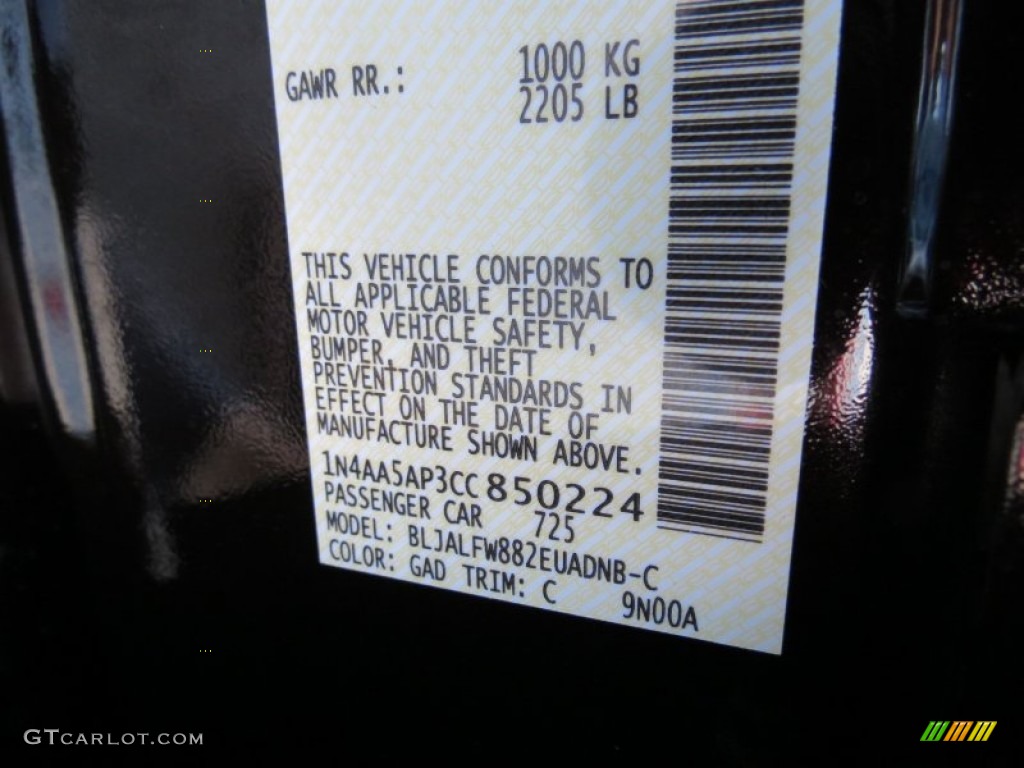 GAWR RR.: 1000 KG
2205 LB
THIS VEHICLE CONFORMS TO
ALL APPLICABLE FEDERAL
MOTOR VEHICLE SAFETY,
BUMPER, AND THEFT
PREVENTION STANDARDS IN
EFFECT ON THE DATE OF
MANUFACTURE SHOWN ABOVE.
1N4AA5AP3CC850224
PASSENGER CAR 725
MODEL: BLJALFW882EUADNB-C
COLOR: GAD TRIM: C 9N00A
GTCARLOT.COM